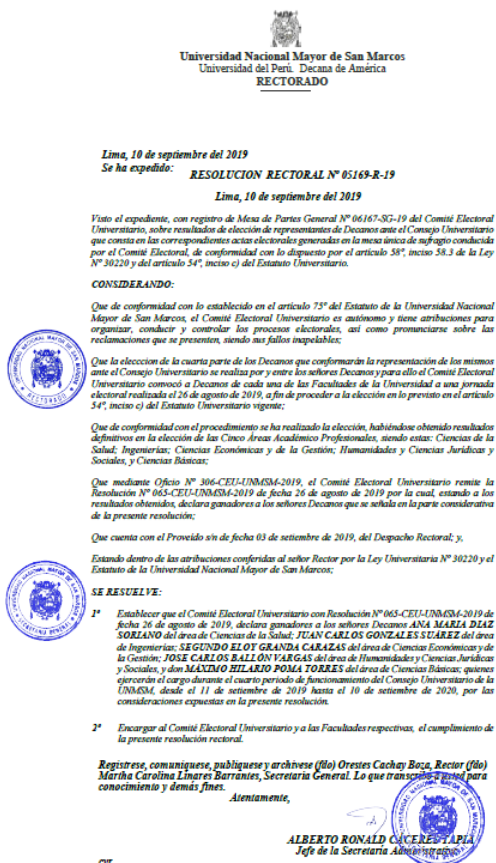 Universidad Nacional Mayor de San Marcos
Universidad del Perú. Decana de América
RECTORADO
Lima, 10 de septiembre del 2019
Se ha expedido:
RESOLUCION RECTORAL Nº 05169-R-19
Lima, 10 de septiembre del 2019
Visto el expediente, con registro de Mesa de Partes General Nº 06167-SG-19 del Comité Electoral
Universitario, sobre resultados de elección de representantes de Decanos ante el Consejo Universitario
que consta en las correspondientes actas electorales generadas en la mesa única de sufragio conducida
por el Comité Electoral, de conformidad con lo dispuesto por el artículo 58º, inciso 58.3 de la Ley
Nº 30220 y del artículo 54º, inciso c) del Estatuto Universitario.
CONSIDERANDO:
Que de conformidad con lo establecido en el artículo 75º del Estatuto de la Universidad Nacional
Mayor de San Marcos, el Comité Electoral Universitario es autónomo y tiene atribuciones para
organizar, conducir y controlar los procesos electorales, así como pronunciarse sobre las
reclamaciones que se presenten, siendo sus fallos inapelables;
Que la eleccción de la cuarta parte de los Decanos que conformarán la representación de los mismos
ante el Consejo Universitario se realiza por y entre los señores Decanos y para ello el Comité Electoral
Universitario convocó a Decanos de cada una de las Facultades de la Universidad a una jornada
electoral realizada el 26 de agosto de 2019, a fin de proceder a la elección en lo previsto en el artículo
54º, inciso c) del Estatuto Universitario vigente;
Que de conformidad con el procedimiento se ha realizado la elección, habiéndose obtenido resultados
definitivos en la elección de las Cinco Áreas Académico Profesionales, siendo estas: Ciencias de la
Salud; Ingenierías; Ciencias Económicas y de la Gestión; Humanidades y Ciencias Jurídicas y
Sociales, y Ciencias Básicas;
Que mediante Oficio Nº 306-CEU-UNMSM-2019, el Comité Electoral Universitario remite la
Resolución Nº 065-CEU-UNMSM-2019 de fecha 26 de agosto de 2019 por la cual, estando a los
resultados obtenidos, declara ganadores a los señores Decanos que se señala en la parte considerativa
de la presente resolución;
Que cuenta con el Proveído s/n de fecha 03 de setiembre de 2019, del Despacho Rectoral; y,
Estando dentro de las atribuciones conferidas al señor Rector por la Ley Universitaria Nº 30220 y el
Estatuto de la Universidad Nacional Mayor de San Marcos;
SE RESUELVE:
1º Establecer que el Comité Electoral Universitario con Resolución Nº 065-CEU-UNMSM-2019 de
fecha 26 de agosto de 2019, declara ganadores a los señores Decanos ANA MARIA DIAZ
SORIANO del área de Ciencias de la Salud; JUAN CARLOS GONZALES SUÁREZ del área
de Ingenierías; SEGUNDO ELOY GRANDA CARAZAS del área de Ciencias Económicas y de
la Gestión; JOSE CARLOS BALLÓN VARGAS del área de Humanidades y Ciencias Jurídicas
y Sociales, y don MÁXIMO HILARIO POMA TORRES del área de Ciencias Básicas; quienes
ejercerán el cargo durante el cuarto periodo de funcionamiento del Consejo Universitario de la
UNMSM, desde el 11 de setiembre de 2019 hasta el 10 de setiembre de 2020, por las
consideraciones expuestas en la presente resolución.
2º Encargar al Comité Electoral Universitario y a las Facultades respectivas, el cumplimiento de
la presente resolución rectoral.
Regístrese, comuníquese, publíquese y archívese (fdo) Orestes Cachay Boza, Rector (fdo)
Martha Carolina Linares Barrantes, Secretaria General. Lo que transcribo a usted para
conocimiento y demás fines.
Atentamente,
ALBERTO RONALD CACERES TAPIA
Jefe de la Secretaría Administrativa